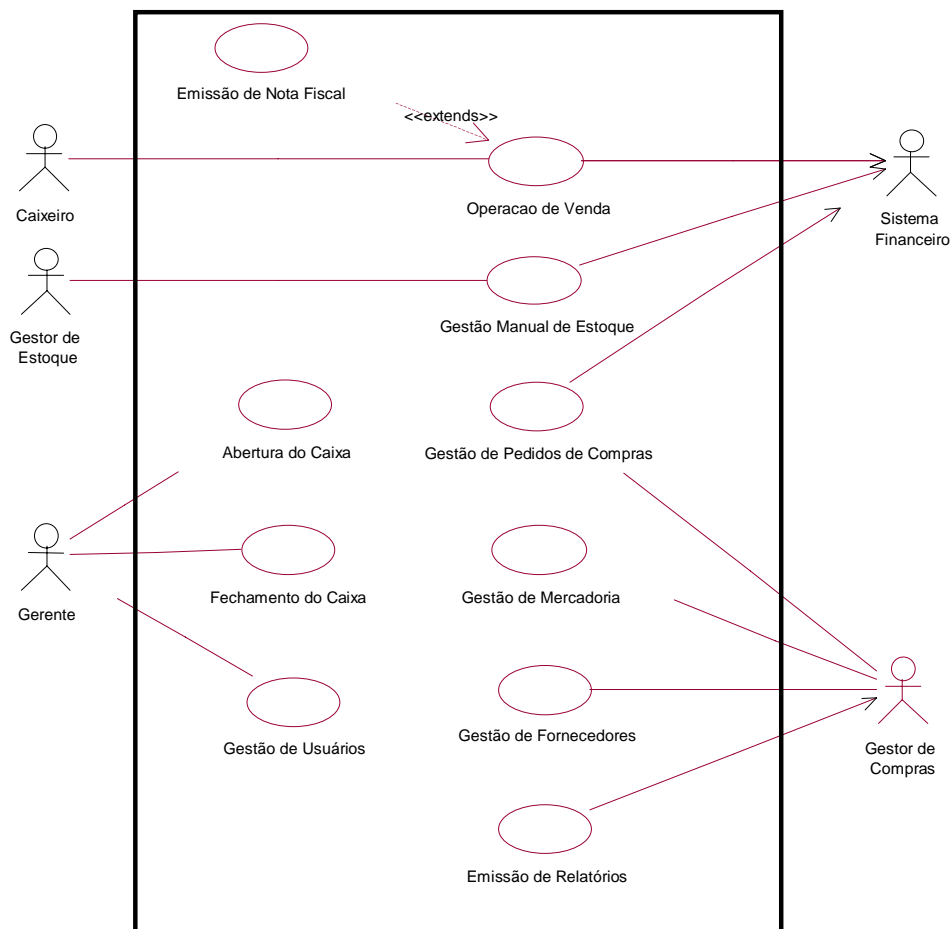 Emissão de Nota Fiscal
<<extends>>
Caixeiro
Operacao de Venda
Sistema
Financeiro
Gestor de
Estoque
Gestão Manual de Estoque
Abertura do Caixa
Gestão de Pedidos de Compras
Gerente
Fechamento do Caixa
Gestão de Mercadoria
Gestão de Usuários
Gestão de Fornecedores
Gestor de
Compras
Emissão de Relatórios